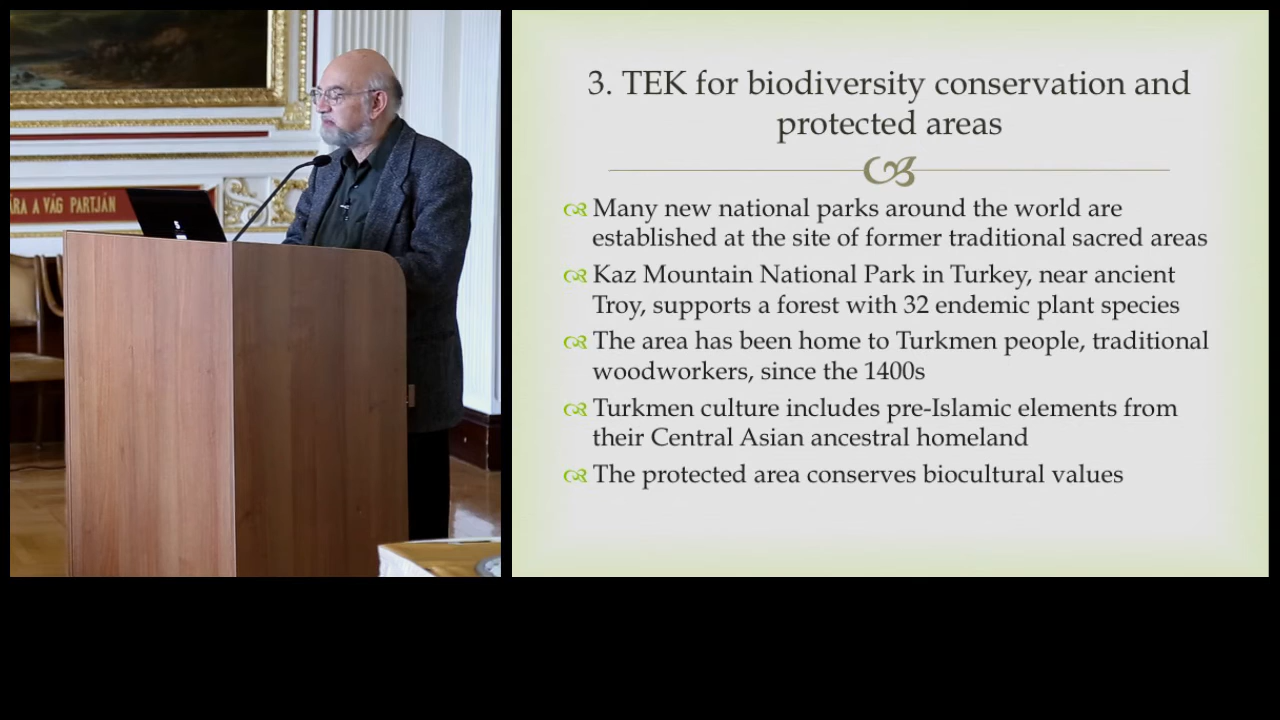 ÁRA A VÁG PARTJÁN
3. TEK for biodiversity conservation and
protected areas
Many new national parks around the world are
established at the site of former traditional sacred areas
Kaz Mountain National Park in Turkey, near ancient
Troy, supports a forest with 32 endemic plant species
The area has been home to Turkmen people, traditional
woodworkers, since the 1400s
Turkmen culture includes pre-Islamic elements from
their Central Asian ancestral homeland
The protected area conserves biocultural values